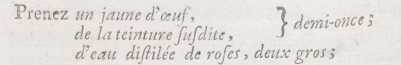 Prenez un jaune d'œuf,
de la teinture ſuſdite, } demi-once ;
d'eau diſtilée de roſes, deux gros ;